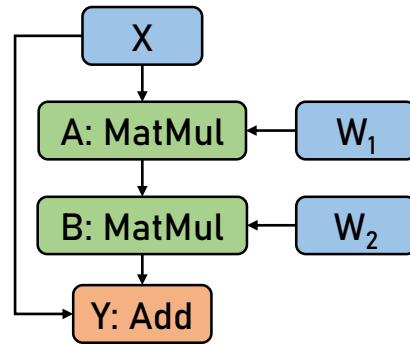 X
A: MatMul
W₁
B: MatMul
W₂
Y: Add